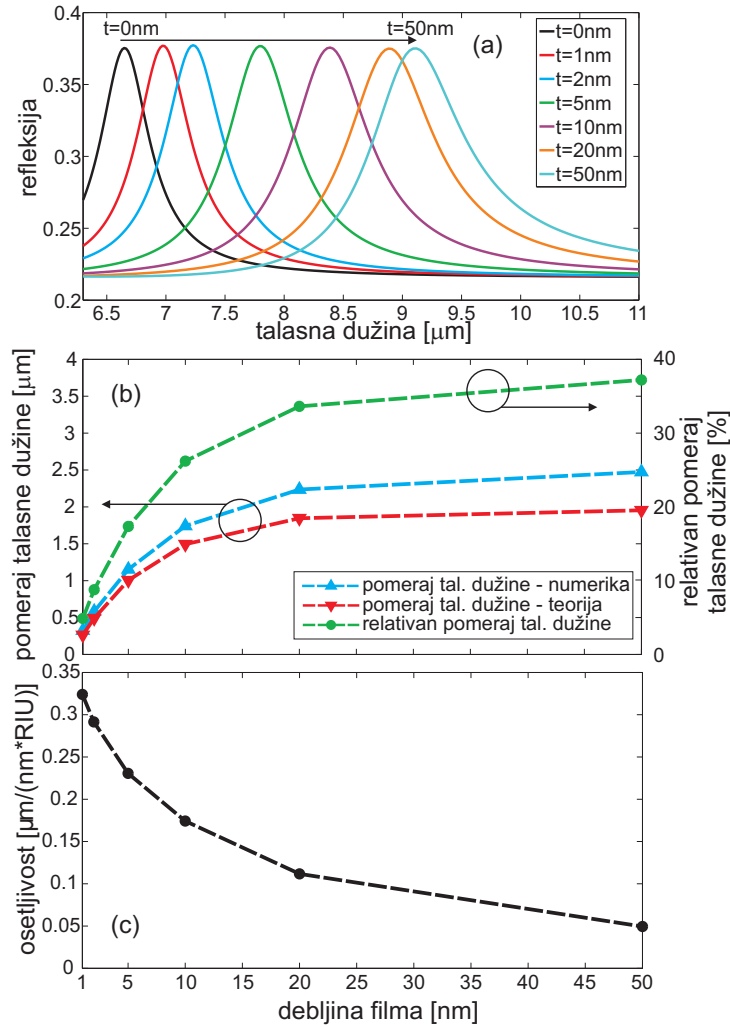 t=0nm
t=50nm
(a)
t=0nm
t=1nm
t=2nm
t=5nm
t=10nm
t=20nm
t=50nm
0.4
0.35
0.3
0.25
0.2
refleksija
6.5 7 7.5 8 8.5 9 9.5 10 10.5 11
talasna dužina [μm]
(b)
4
3.5
3
2.5
2
1.5
1
0.5
0
pomeraj talasne dužine [μm]
40
30
20
10
0
relativan pomeraj
talasne dužine [%]
pomeraj tal. dužine - numerika
pomeraj tal. dužine - teorija
relativan pomeraj tal. dužine
0.35
0.3
0.25
0.2
0.15
0.1
0.05
0
osetljivost [μm/(nm*RIU)]
(c)
1 5 10 15 20 25 30 35 40 45 50
debljina filma [nm]